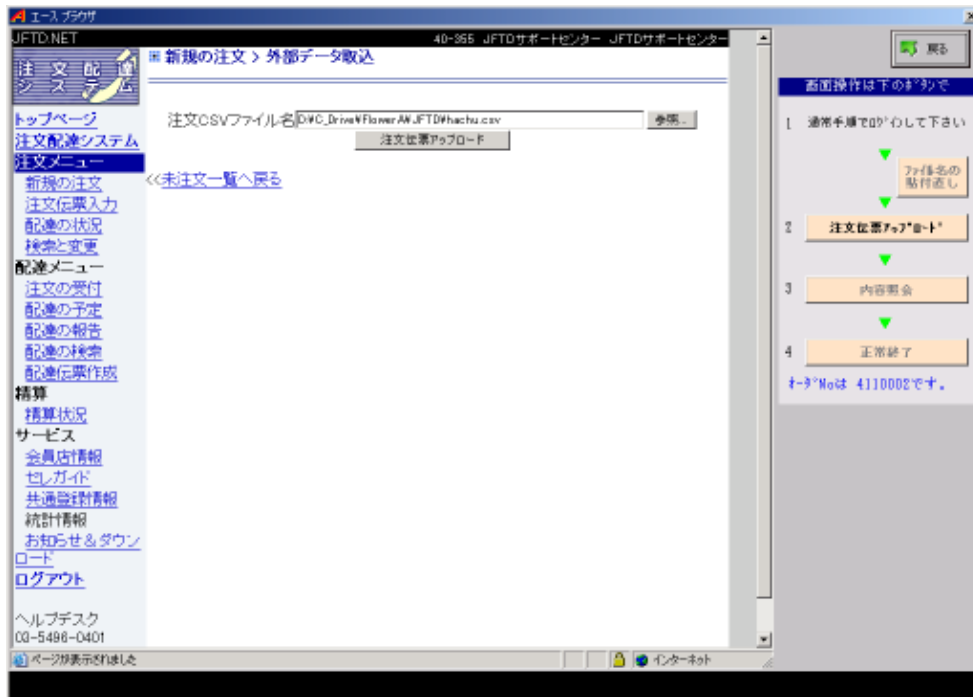 エース ブラウザ
JFTD.NET
40-355 JFTDサポートセンター JFTDサポートセンター
注文配達
システム
新規の注文 > 外部データ取込
注文CSVファイル名 D¥C_Drive¥FlowerA¥JFTD¥hachu.csv 参照...
注文伝票アップロード
<<未注文一覧へ戻る
トップページ
注文配達システム
注文メニュー
新規の注文
注文伝票入力
配達の状況
検索と変更
配達メニュー
注文の受付
配達の予定
配達の報告
配達の検索
配達伝票作成
精算
精算状況
サービス
会員店情報
セレガイド
共通登録情報
統計情報
お知らせ＆ダウン
ロード
ログアウト
ヘルプデスク
03-5496-0401
ページが表示されました
インターネット
戻る
画面操作は下のﾎﾞﾀﾝで
1 通常手順でﾛｸﾞｲﾝして下さい
ﾌｧｲﾙ名の
貼付直し
2 注文伝票ｱｯﾌﾟﾛｰﾄﾞ
3 内容照会
4 正常終了
ｵｰﾀﾞNoは 4110002です。